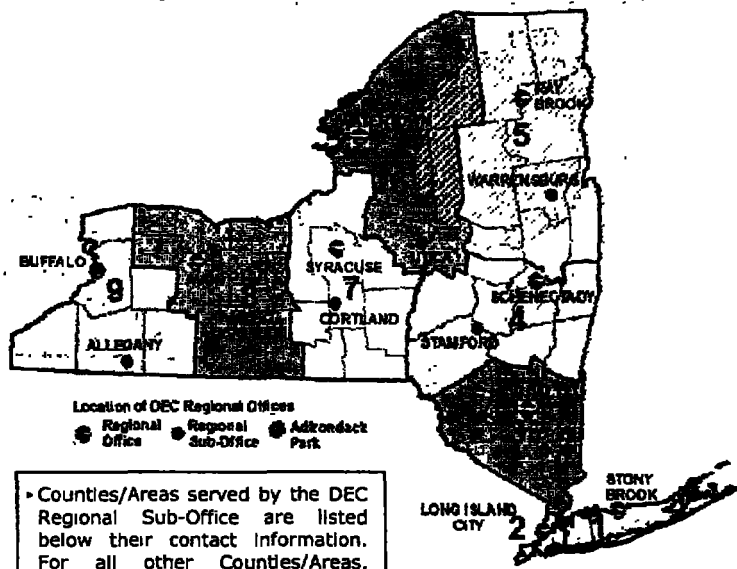 RAY
BROOK
5
WARRENSBURG
BUFFALO
9
SYRACUSE
7
SCHENECTADY
4
CORTLAND
STAMFORD
ALLEGANY
Location of DEC Regional Offices
Regional Office
Regional Sub-Office
Adirondack Park
STONY
BROOK
LONG ISLAND
CITY
2
▸ Counties/Areas served by the DEC
Regional Sub-Office are listed
below their contact information.
For all other Counties/Areas,